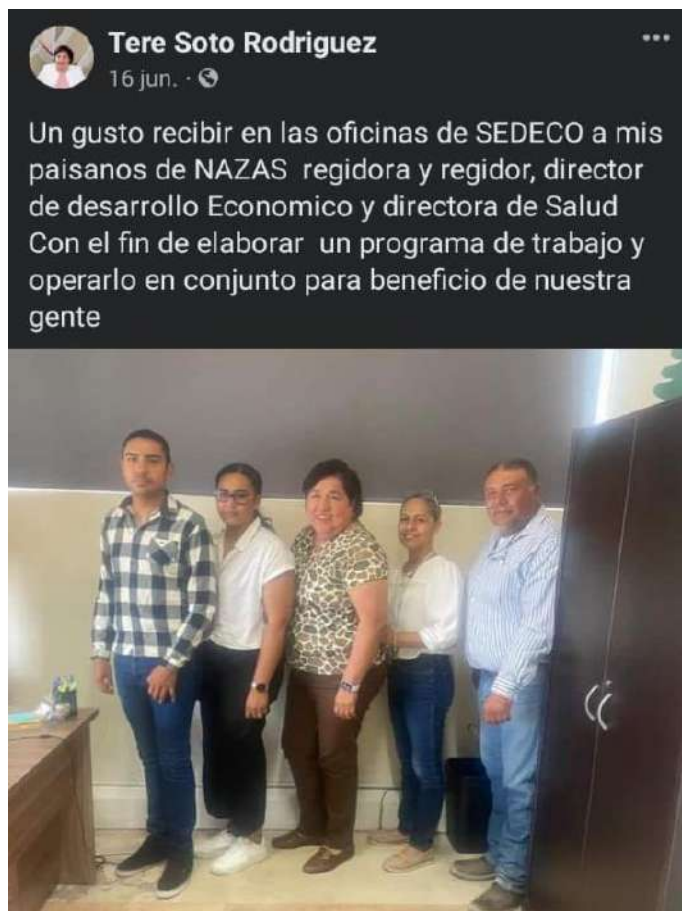 Tere Soto Rodriguez
16 jun. ·
Un gusto recibir en las oficinas de SEDECO a mis
paisanos de NAZAS  regidora y regidor, director
de desarrollo Economico y directora de Salud
Con el fin de elaborar  un programa de trabajo y
operarlo en conjunto para beneficio de nuestra
gente